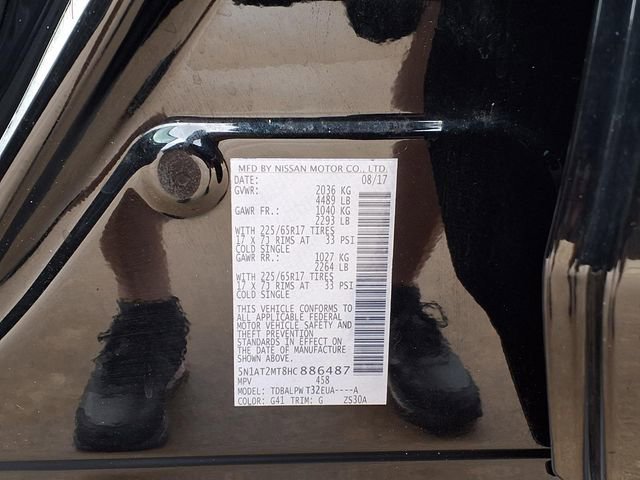 MFD BY NISSAN MOTOR CO., LTD.
DATE: 08/17
GVWR: 2036 KG
4489 LB
GAWR FR.: 1040 KG
2293 LB
WITH 225/65R17 TIRES
17 X 7J RIMS AT 33 PSI
COLD SINGLE
GAWR RR.: 1027 KG
2264 LB
WITH 225/65R17 TIRES
17 X 7J RIMS AT 33 PSI
COLD SINGLE
THIS VEHICLE CONFORMS TO
ALL APPLICABLE FEDERAL
MOTOR VEHICLE SAFETY AND
THEFT PREVENTION
STANDARDS IN EFFECT ON
THE DATE OF MANUFACTURE
SHOWN ABOVE.
5N1AT2MT8HC886487
MPV 458
MODEL: TDBALPW T32EUA----A
COLOR: G41 TRIM: G ZS30A